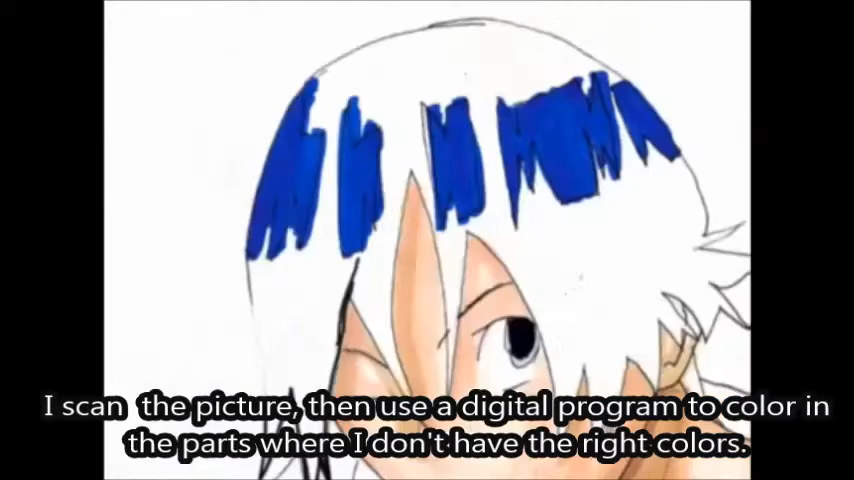 I scan  the picture, then use a digital program to color in
the parts where I don't have the right colors.